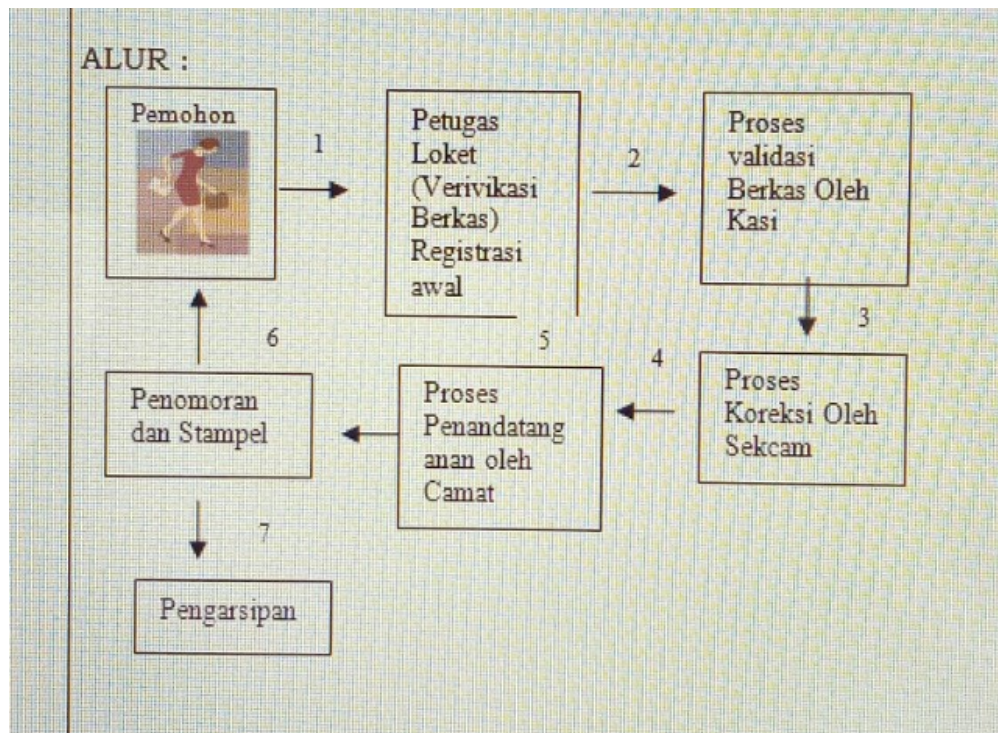 ALUR :
Pemohon
1
Petugas
Loket
(Verivikasi
Berkas)
Registrasi
awal
2
Proses
validasi
Berkas Oleh
Kasi
3
Proses
Koreksi Oleh
Sekcam
4
Proses
Penandatang
anan oleh
Camat
5
Penomoran
dan Stampel
6
7
Pengarsipan